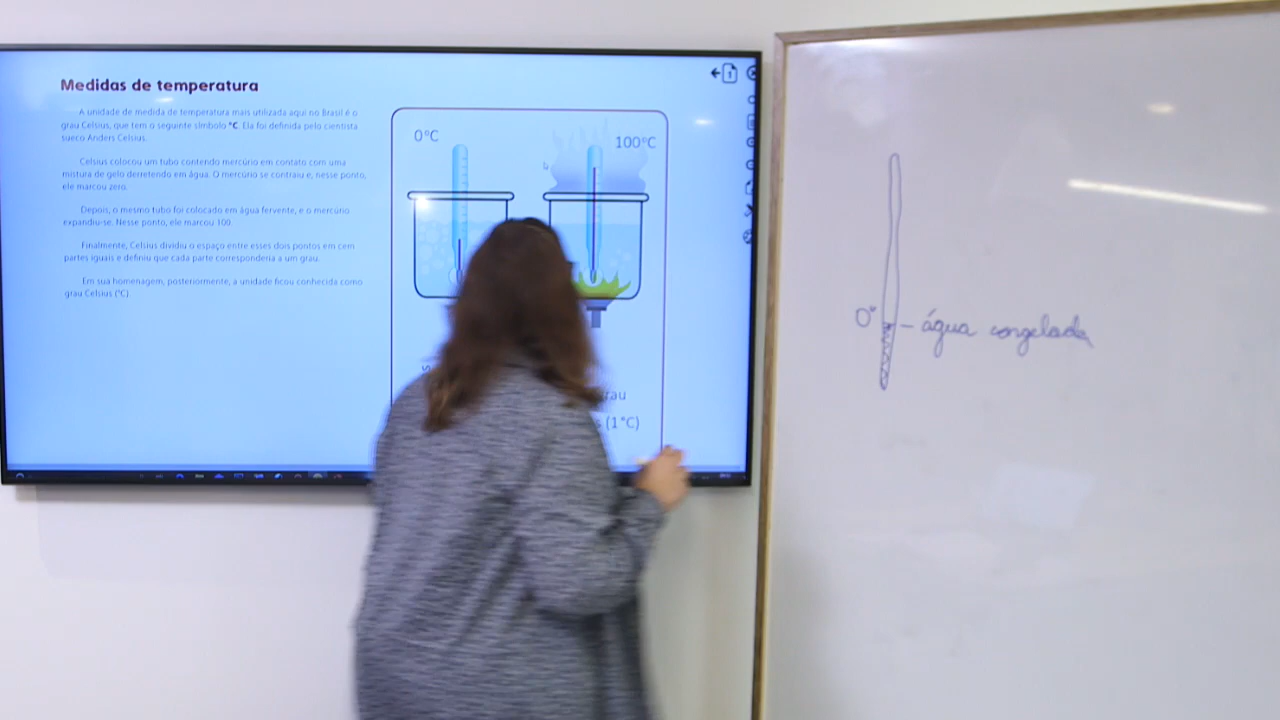 Medidas de temperatura
A unidade de medida de temperatura mais utilizada aqui no Brasil é o
grau Celsius, que tem o seguinte símbolo °C. Ela foi definida pelo cientista
sueco Anders Celsius.
Celsius colocou um tubo contendo mercúrio em contato com uma
mistura de gelo derretendo em água. O mercúrio se contraiu e, nesse ponto,
ele marcou zero.
Depois, o mesmo tubo foi colocado em água fervente, e o mercúrio
expandiu-se. Nesse ponto, ele marcou 100.
Finalmente, Celsius dividiu o espaço entre esses dois pontos em cem
partes iguais e definiu que cada parte corresponderia a um grau.
Em sua homenagem, posteriormente, a unidade ficou conhecida como
grau Celsius (°C).
0°C
100°C
rau
s (1°C)
0° - água congelada